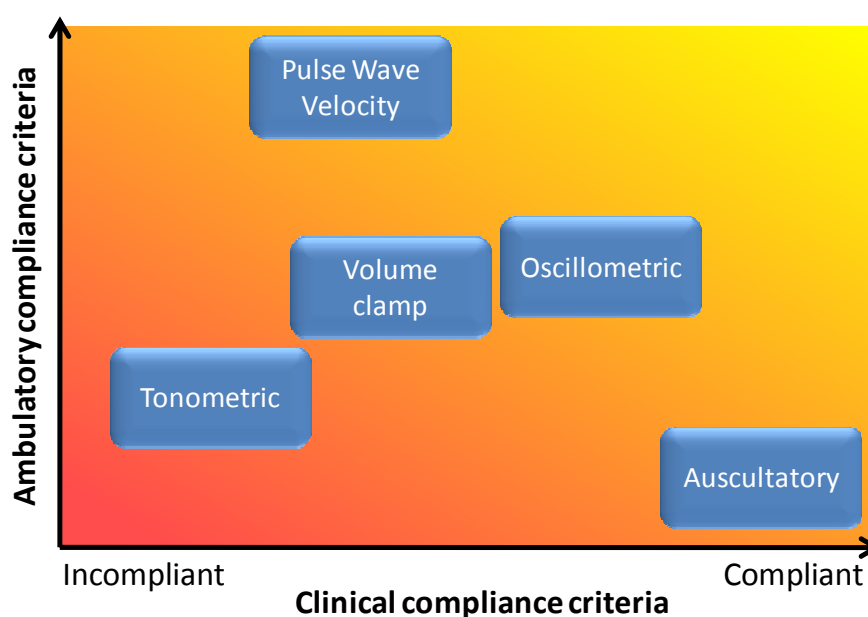 Ambulatory compliance criteria
Pulse Wave
Velocity
Volume
clamp
Oscillometric
Tonometric
Auscultatory
Incompliant
Compliant
Clinical compliance criteria